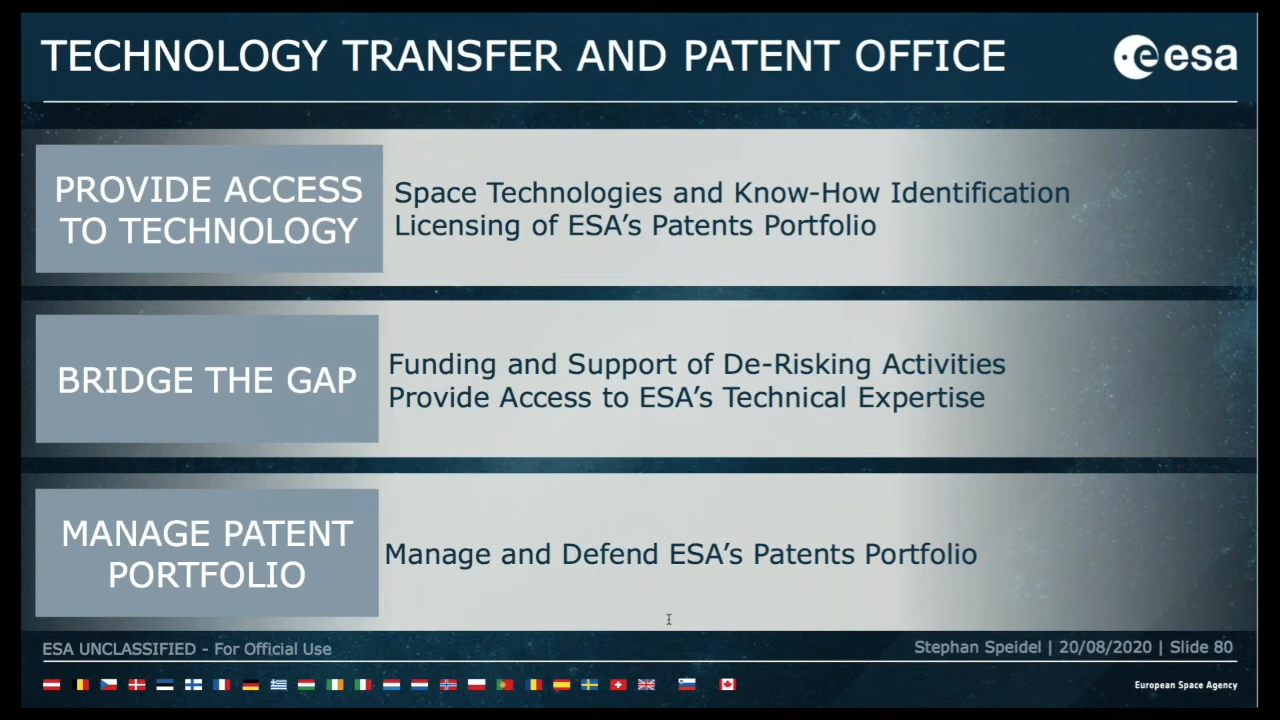 TECHNOLOGY TRANSFER AND PATENT OFFICE
esa
PROVIDE ACCESS
TO TECHNOLOGY
Space Technologies and Know-How Identification
Licensing of ESA's Patents Portfolio
BRIDGE THE GAP
Funding and Support of De-Risking Activities
Provide Access to ESA's Technical Expertise
MANAGE PATENT
PORTFOLIO
Manage and Defend ESA's Patents Portfolio
ESA UNCLASSIFIED - For Official Use
Stephan Speidel | 20/08/2020 | Slide 80
European Space Agency